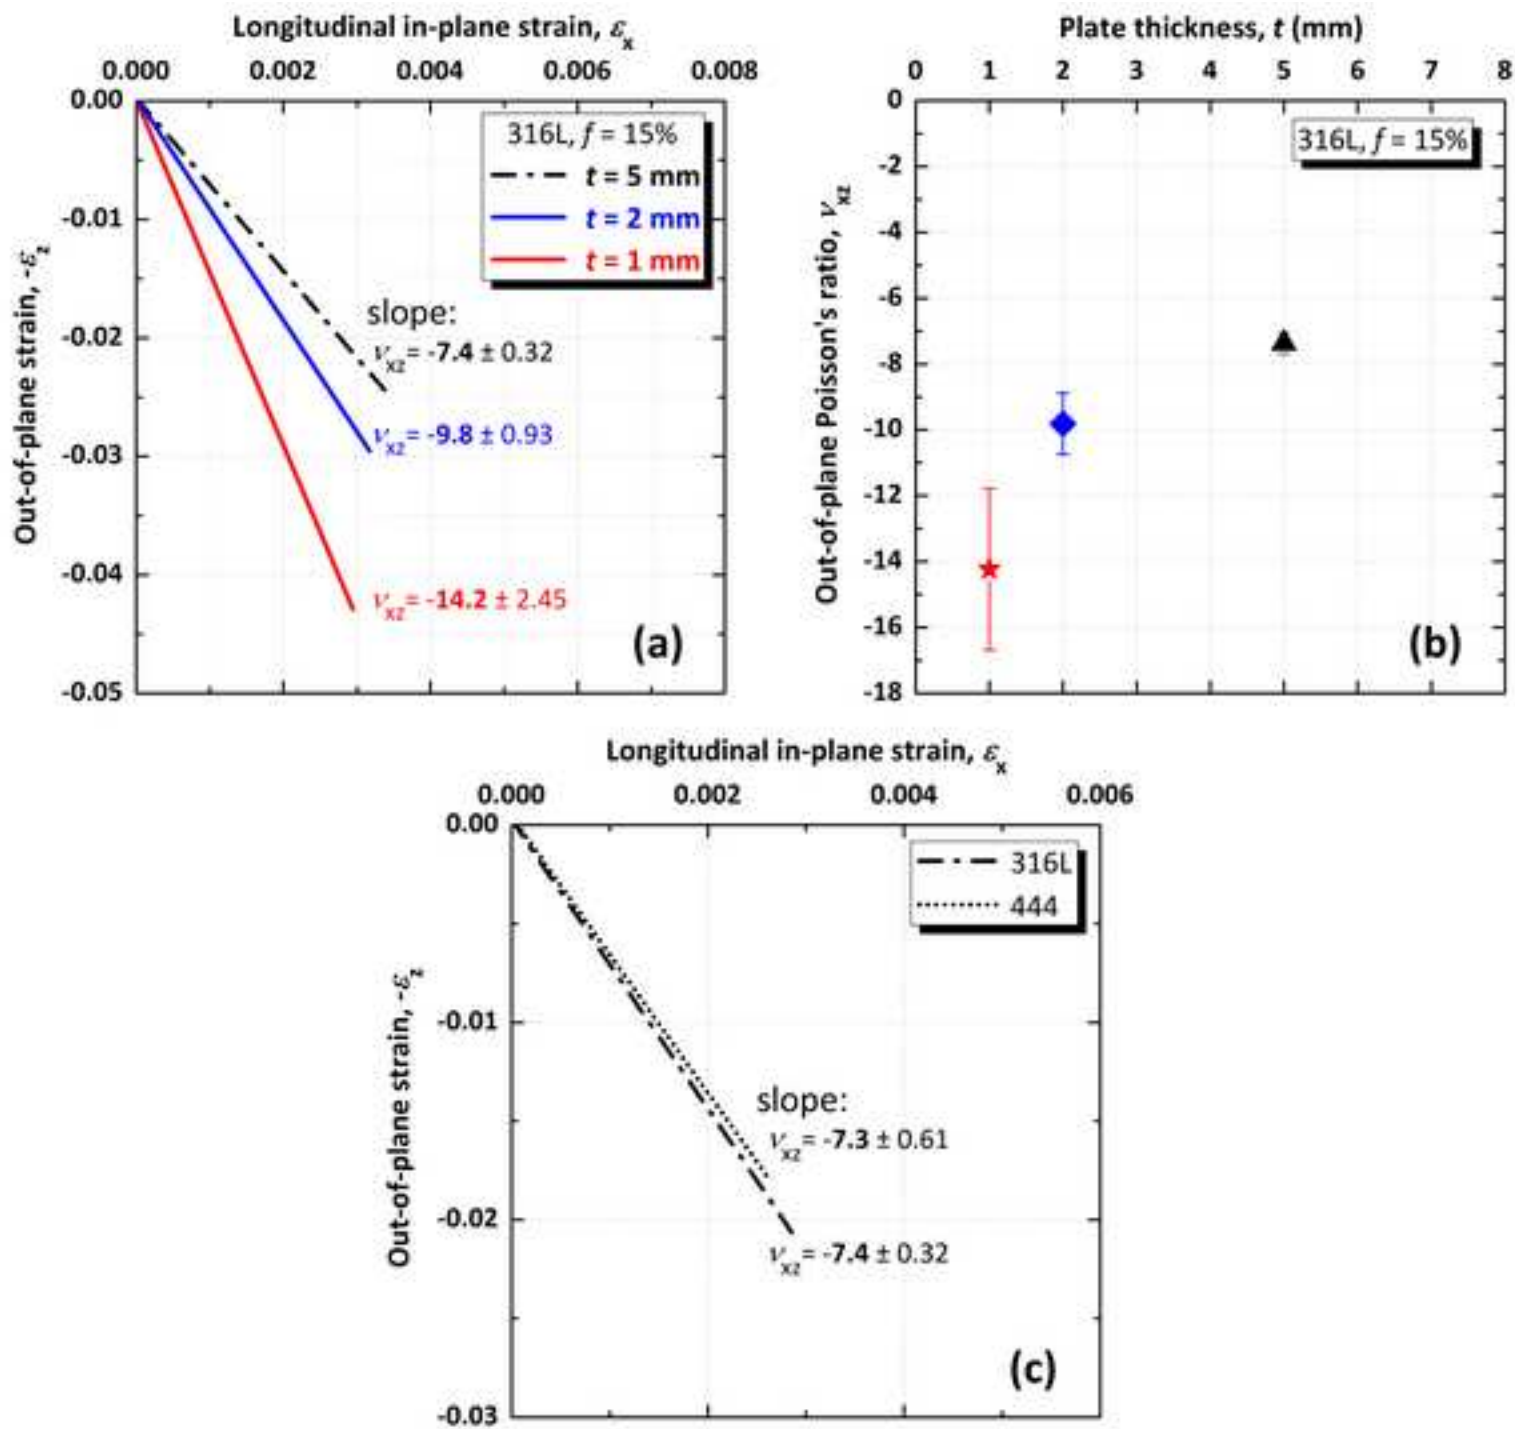 Longitudinal in-plane strain, εx
0.000 0.002 0.004 0.006 0.008
0.00
-0.01
-0.02
-0.03
-0.04
-0.05
Out-of-plane strain, -εz
316L, f = 15%
t = 5 mm
t = 2 mm
t = 1 mm
slope:
νxz= -7.4 ± 0.32
νxz= -9.8 ± 0.93
νxz= -14.2 ± 2.45
(a)
Plate thickness, t (mm)
0 1 2 3 4 5 6 7 8
0
-2
-4
-6
-8
-10
-12
-14
-16
-18
Out-of-plane Poisson's ratio, νxz
316L, f = 15%
(b)
Longitudinal in-plane strain, εx
0.000 0.002 0.004 0.006
0.00
-0.01
-0.02
-0.03
Out-of-plane strain, -εz
316L
444
slope:
νxz= -7.3 ± 0.61
νxz= -7.4 ± 0.32
(c)